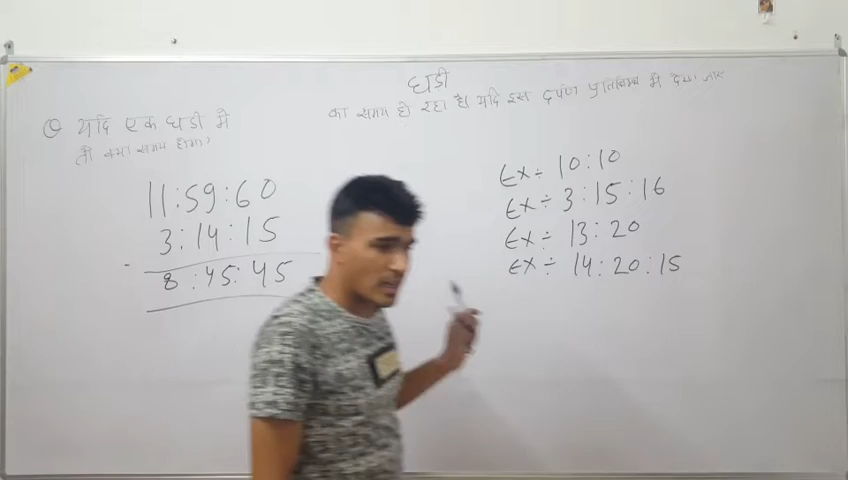 घडी
Q यदि एक घडी में का समय हो रहा है। यदि इस दर्पण प्रतिबिम्ब में देखा जाए
तो क्या समय होगा?
11:59:60
3:14:15
- 8:45:45
Ex÷ 10:10
Ex÷ 3:15:16
Ex÷ 13:20
Ex÷ 14:20:15